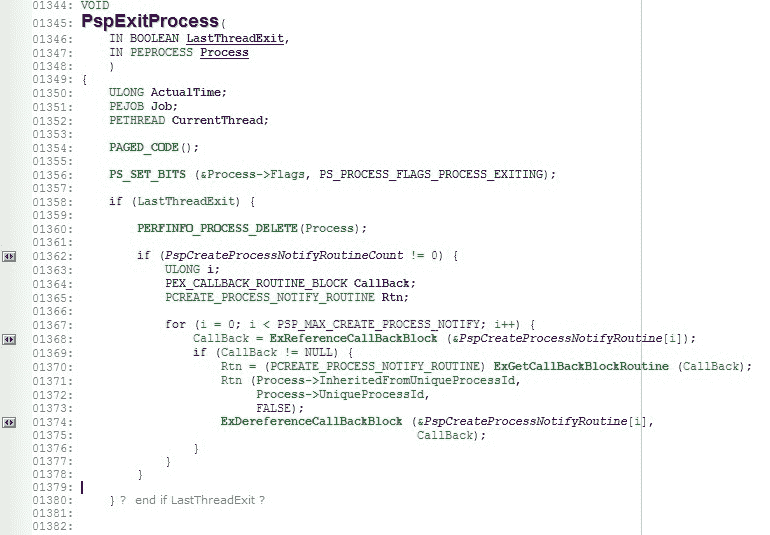 01344: VOID
01345: PspExitProcess(
01346:     IN BOOLEAN LastThreadExit,
01347:     IN PEPROCESS Process
01348:     )
01349: {
01350:     ULONG ActualTime;
01351:     PEJOB Job;
01352:     PETHREAD CurrentThread;
01353:
01354:     PAGED_CODE();
01355:
01356:     PS_SET_BITS (&Process->Flags, PS_PROCESS_FLAGS_PROCESS_EXITING);
01357:
01358:     if (LastThreadExit) {
01359:
01360:         PERFINFO_PROCESS_DELETE(Process);
01361:
01362:         if (PspCreateProcessNotifyRoutineCount != 0) {
01363:             ULONG i;
01364:             PEX_CALLBACK_ROUTINE_BLOCK CallBack;
01365:             PCREATE_PROCESS_NOTIFY_ROUTINE Rtn;
01366:
01367:             for (i = 0; i < PSP_MAX_CREATE_PROCESS_NOTIFY; i++) {
01368:                 CallBack = ExReferenceCallBackBlock (&PspCreateProcessNotifyRoutine[i]);
01369:                 if (CallBack != NULL) {
01370:                     Rtn = (PCREATE_PROCESS_NOTIFY_ROUTINE) ExGetCallBackBlockRoutine (CallBack);
01371:                     Rtn (Process->InheritedFromUniqueProcessId,
01372:                          Process->UniqueProcessId,
01373:                          FALSE);
01374:                     ExDereferenceCallBackBlock (&PspCreateProcessNotifyRoutine[i],
01375:                                                 CallBack);
01376:                 }
01377:             }
01378:         }
01379:
01380:     } ? end if LastThreadExit ?
01381:
01382: